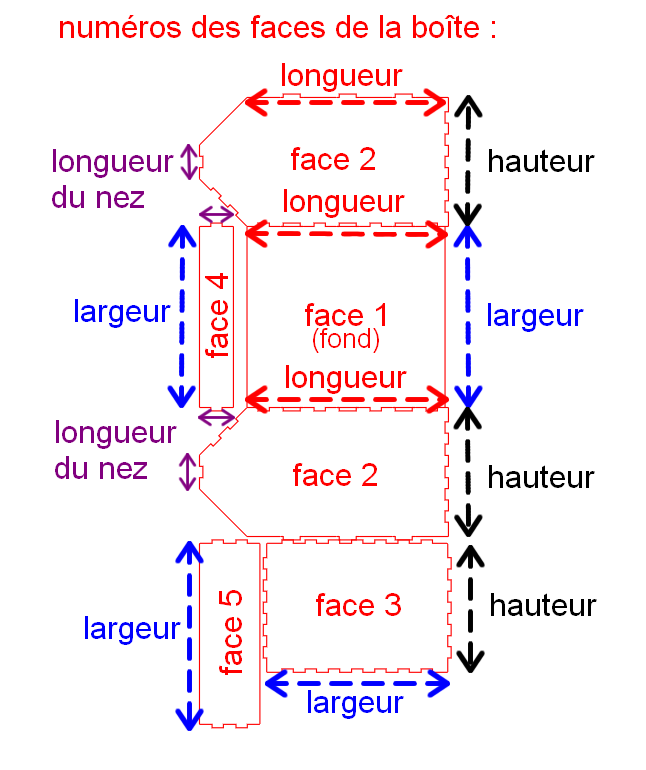 numéros des faces de la boîte :
longueur
longueur
du nez
face 2
hauteur
longueur
largeur
face 4
face 1
(fond)
largeur
longueur
longueur
du nez
face 2
hauteur
largeur
face 5
face 3
hauteur
largeur